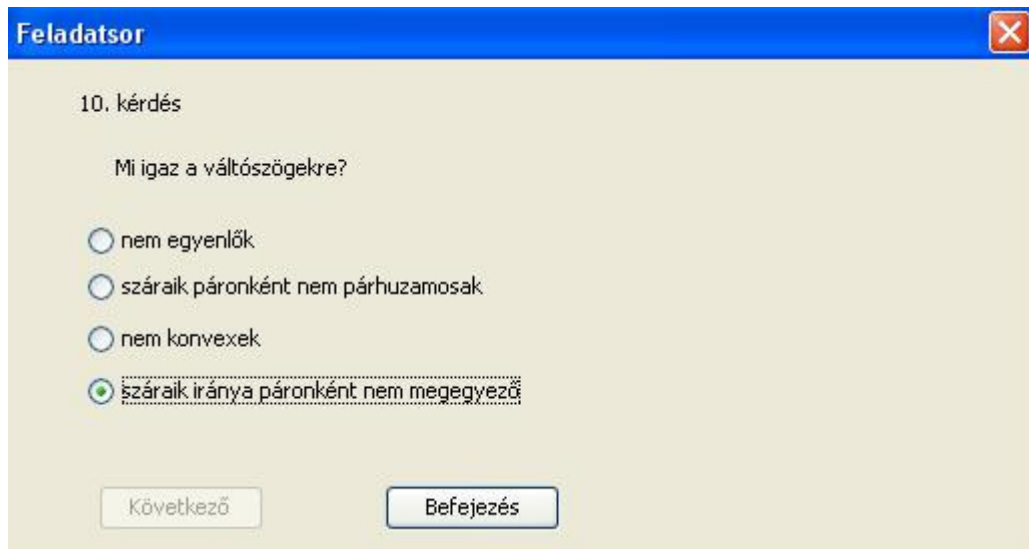 Feladatsor
10. kérdés
Mi igaz a váltószögekre?
nem egyenlők
száraik páronként nem párhuzamosak
nem konvexek
száraik iránya páronként nem megegyező
Következő
Befejezés